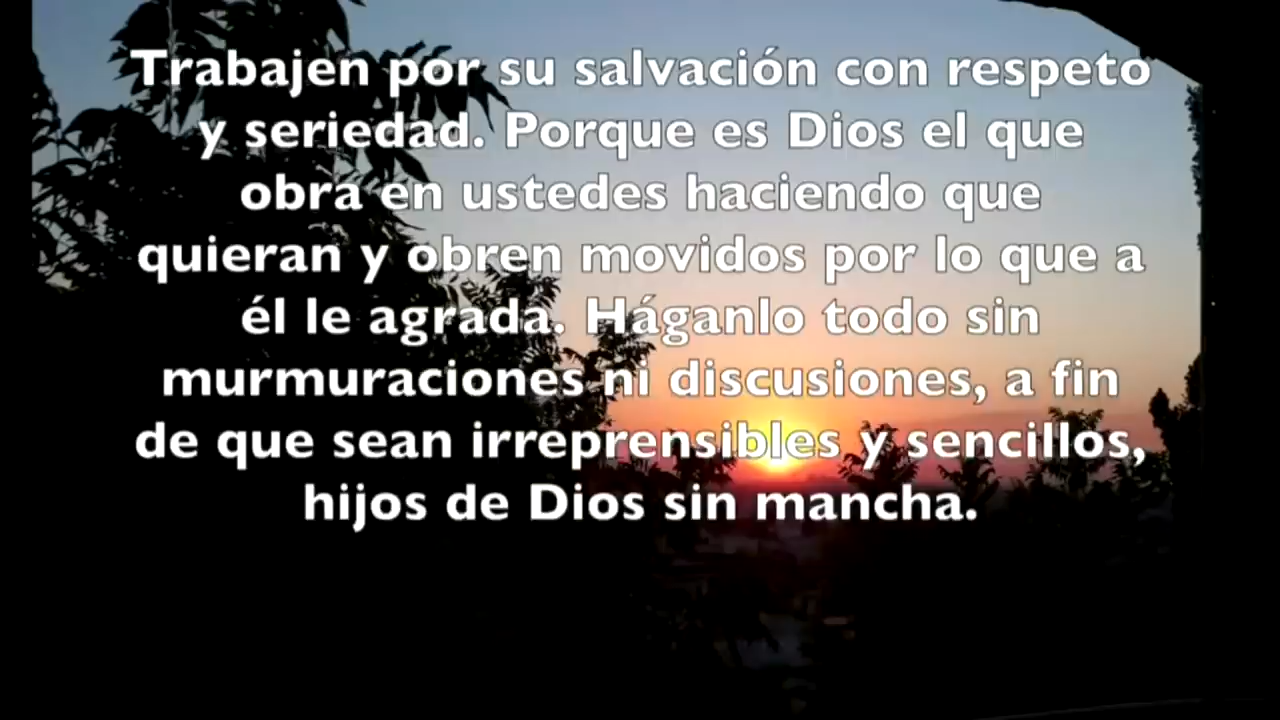 Trabajen por su salvación con respeto
y seriedad. Porque es Dios el que
obra en ustedes haciendo que
quieran y obren movidos por lo que a
él le agrada. Háganlo todo sin
murmuraciones ni discusiones, a fin
de que sean irreprensibles y sencillos,
hijos de Dios sin mancha.